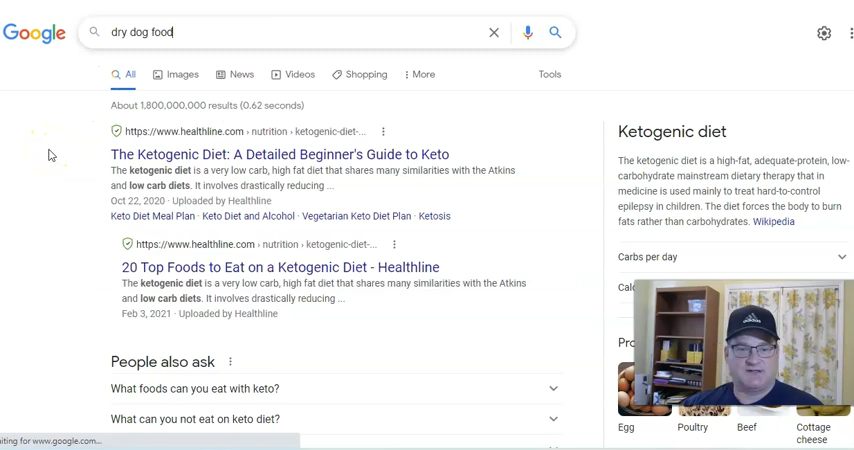 Google
dry dog food
All
Images
News
Videos
Shopping
More
Tools
About 1,800,000,000 results (0.62 seconds)
https://www.healthline.com › nutrition › ketogenic-diet-...
The Ketogenic Diet: A Detailed Beginner's Guide to Keto
The ketogenic diet is a very low carb, high fat diet that shares many similarities with the Atkins
and low carb diets. It involves drastically reducing ...
Oct 22, 2020 · Uploaded by Healthline
Keto Diet Meal Plan · Keto Diet and Alcohol · Vegetarian Keto Diet Plan · Ketosis
https://www.healthline.com › nutrition › ketogenic-diet-...
20 Top Foods to Eat on a Ketogenic Diet - Healthline
The ketogenic diet is a very low carb, high fat diet that shares many similarities with the Atkins
and low carb diets. It involves drastically reducing ...
Feb 3, 2021 · Uploaded by Healthline
People also ask
What foods can you eat with keto?
What can you not eat on keto diet?
iting for www.google.com...
Ketogenic diet
The ketogenic diet is a high-fat, adequate-protein, low-
carbohydrate mainstream dietary therapy that in
medicine is used mainly to treat hard-to-control
epilepsy in children. The diet forces the body to burn
fats rather than carbohydrates. Wikipedia
Carbs per day
Calo
Pro
adidas
Egg
Poultry
Beef
Cottage
cheese